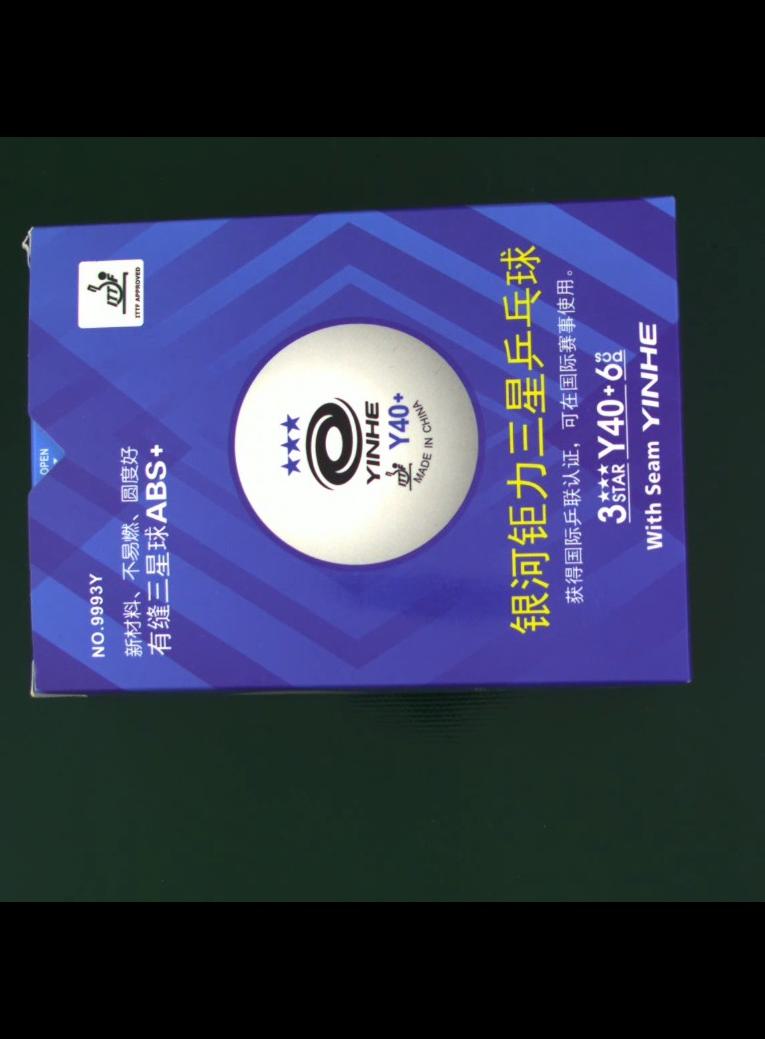 NO.9993Y
新材料、不易燃、圆度好
有缝三星球ABS+
OPEN
ITTF
ITTF APPROVED
YINHE
ITTF Y40+
MADE IN CHINA
银河钜力三星乒乓球
获得国际乒联认证，可在国际赛事使用。
3STAR Y40+ 6
With Seam YINHE